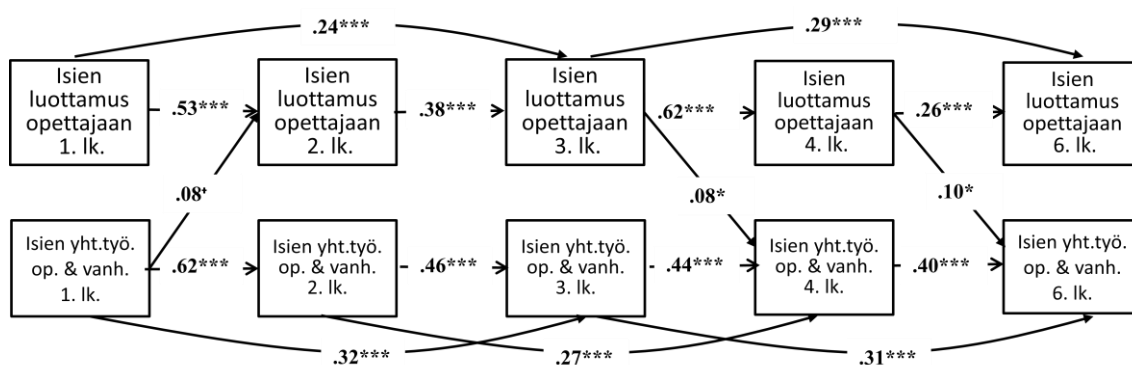 .24***
.29***
Isien
luottamus
opettajaan
1. lk.
.53***
Isien
luottamus
opettajaan
2. lk.
.38***
Isien
luottamus
opettajaan
3. lk.
.62***
Isien
luottamus
opettajaan
4. lk.
.26***
Isien
luottamus
opettajaan
6. lk.
.08†
.08*
.10*
Isien yht.työ.
op. & vanh.
1. lk.
.62***
Isien yht.työ.
op. & vanh.
2. lk.
.46***
Isien yht.työ.
op. & vanh.
3. lk.
.44***
Isien yht.työ.
op. & vanh.
4. lk.
.40***
Isien yht.työ.
op. & vanh.
6. lk.
.32***
.27***
.31***